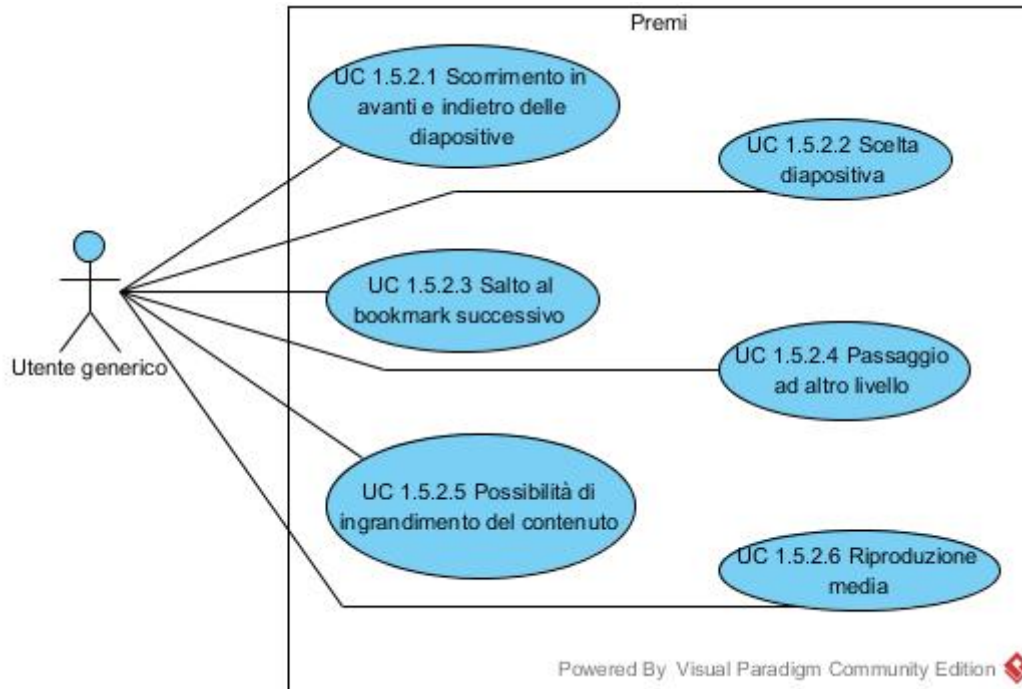 Premi
UC 1.5.2.1 Scorrimento in
avanti e indietro delle
diapositive
UC 1.5.2.2 Scelta
diapositiva
UC 1.5.2.3 Salto al
bookmark successivo
Utente generico
UC 1.5.2.4 Passaggio
ad altro livello
UC 1.5.2.5 Possibilità di
ingrandimento del contenuto
UC 1.5.2.6 Riproduzione
media
Powered By Visual Paradigm Community Edition